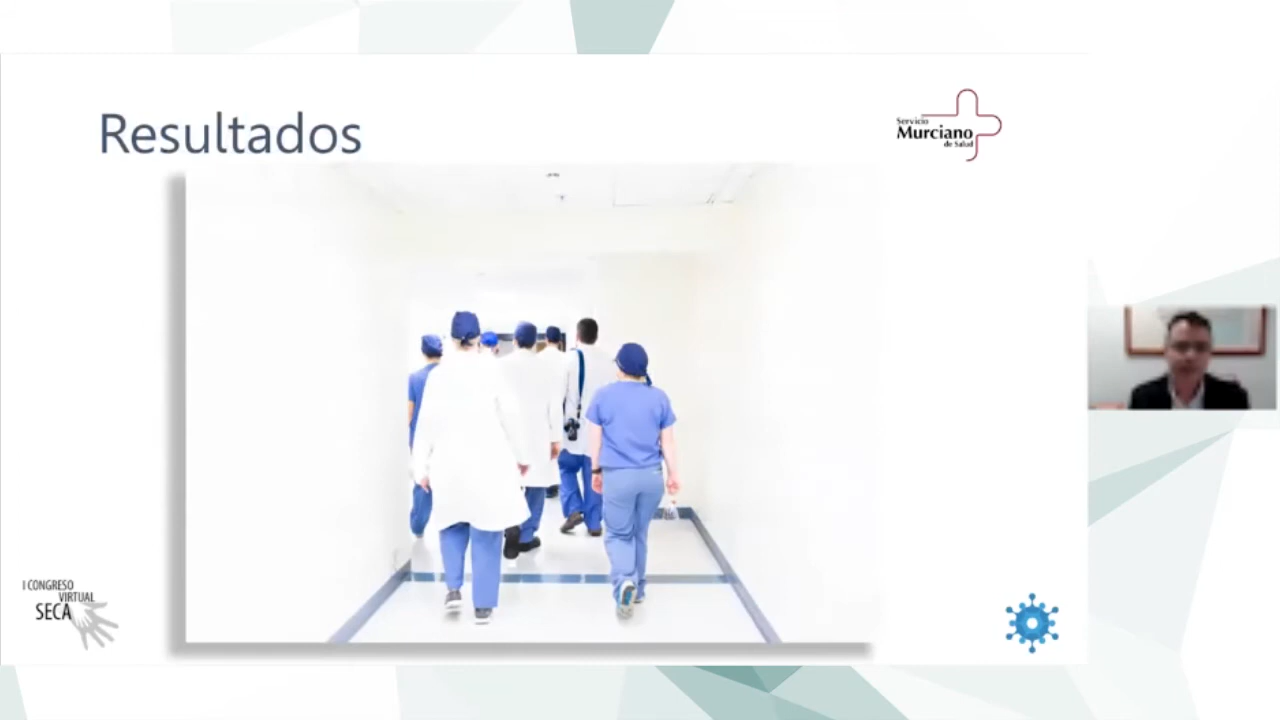 Resultados
Servicio
Murciano
de Salud
I CONGRESO
VIRTUAL
SECA